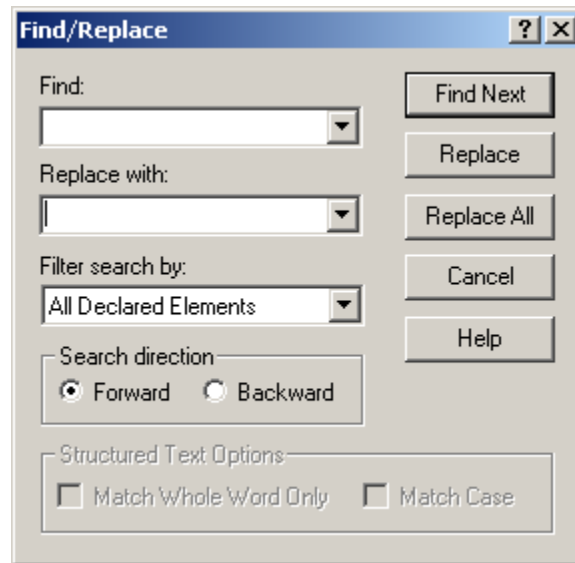 Find/Replace
Find:
Find Next
Replace
Replace with:
Replace All
Filter search by:
Cancel
All Declared Elements
Help
Search direction
Forward Backward
Structured Text Options
Match Whole Word Only Match Case